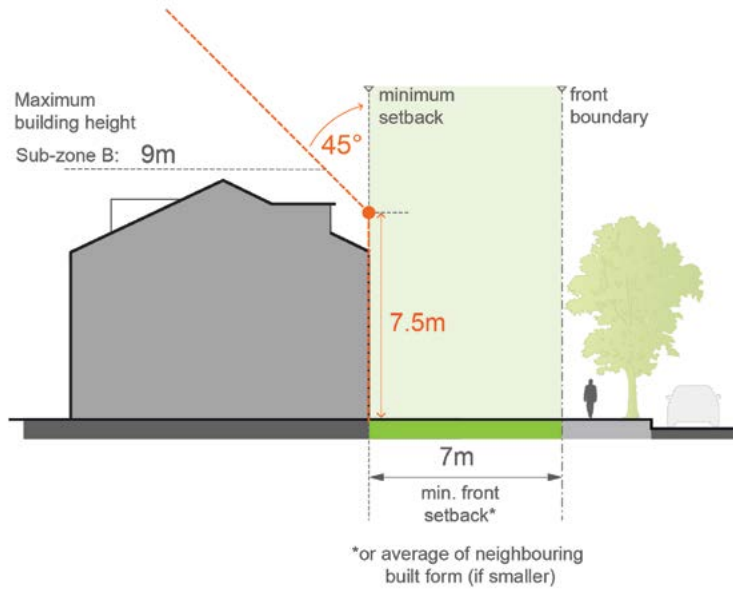 Maximum
building height
Sub-zone B: 9m
45°
minimum
setback
front
boundary
7.5m
7m
min. front
setback*
*or average of neighbouring
built form (if smaller)